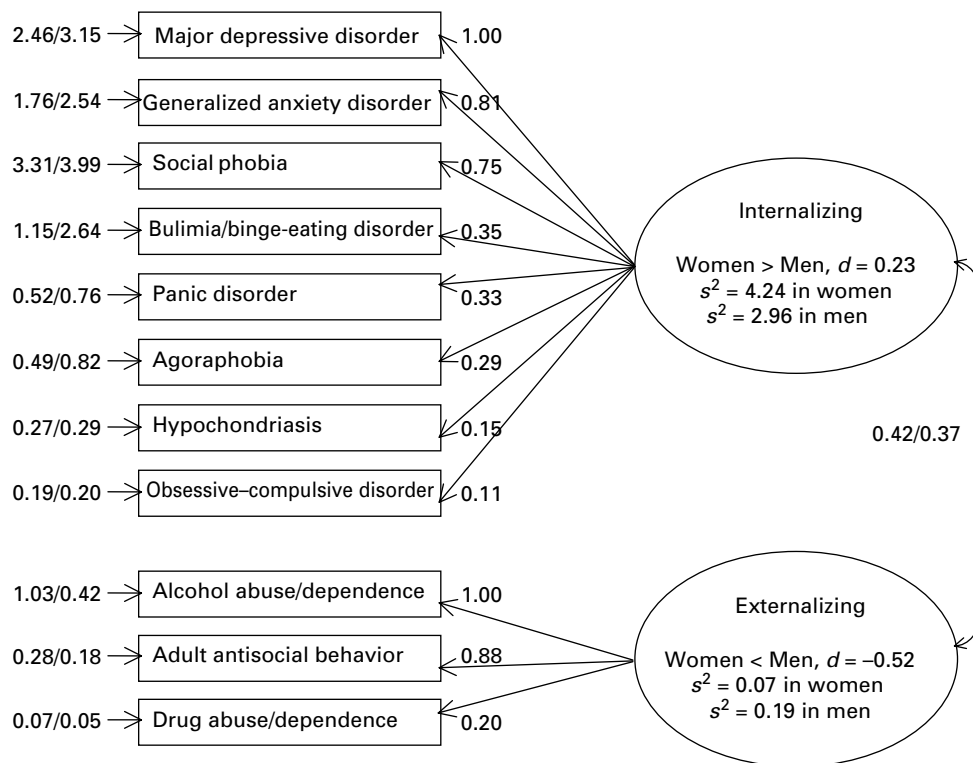 2.46/3.15 Major depressive disorder 1.00
1.76/2.54 Generalized anxiety disorder 0.81
3.31/3.99 Social phobia 0.75
1.15/2.64 Bulimia/binge-eating disorder 0.35
0.52/0.76 Panic disorder 0.33
0.49/0.82 Agoraphobia 0.29
0.27/0.29 Hypochondriasis 0.15
0.19/0.20 Obsessive–compulsive disorder 0.11
Internalizing
Women > Men, d = 0.23
s² = 4.24 in women
s² = 2.96 in men
0.42/0.37
1.03/0.42 Alcohol abuse/dependence 1.00
0.28/0.18 Adult antisocial behavior 0.88
0.07/0.05 Drug abuse/dependence 0.20
Externalizing
Women < Men, d = –0.52
s² = 0.07 in women
s² = 0.19 in men